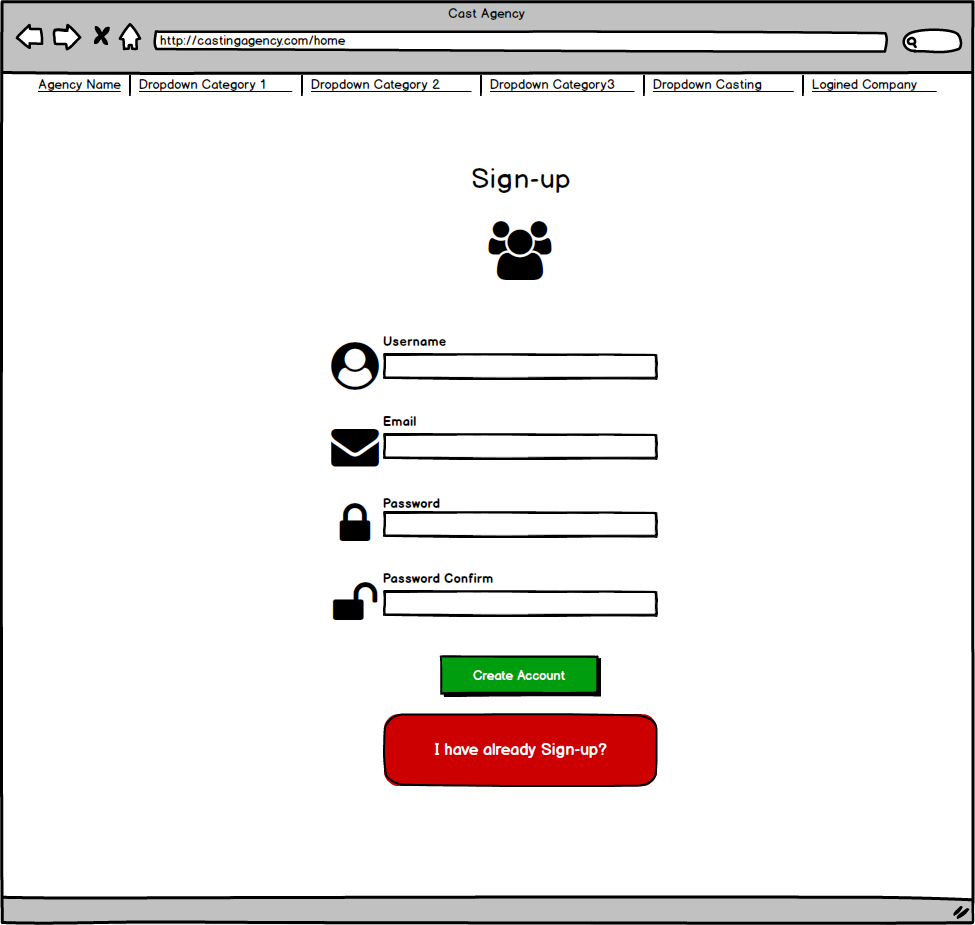 Cast Agency
http://castingagency.com/home
Agency Name
Dropdown Category 1
Dropdown Category 2
Dropdown Category3
Dropdown Casting
Logined Company
Sign-up
Username
Email
Password
Password Confirm
Create Account
I have already Sign-up?